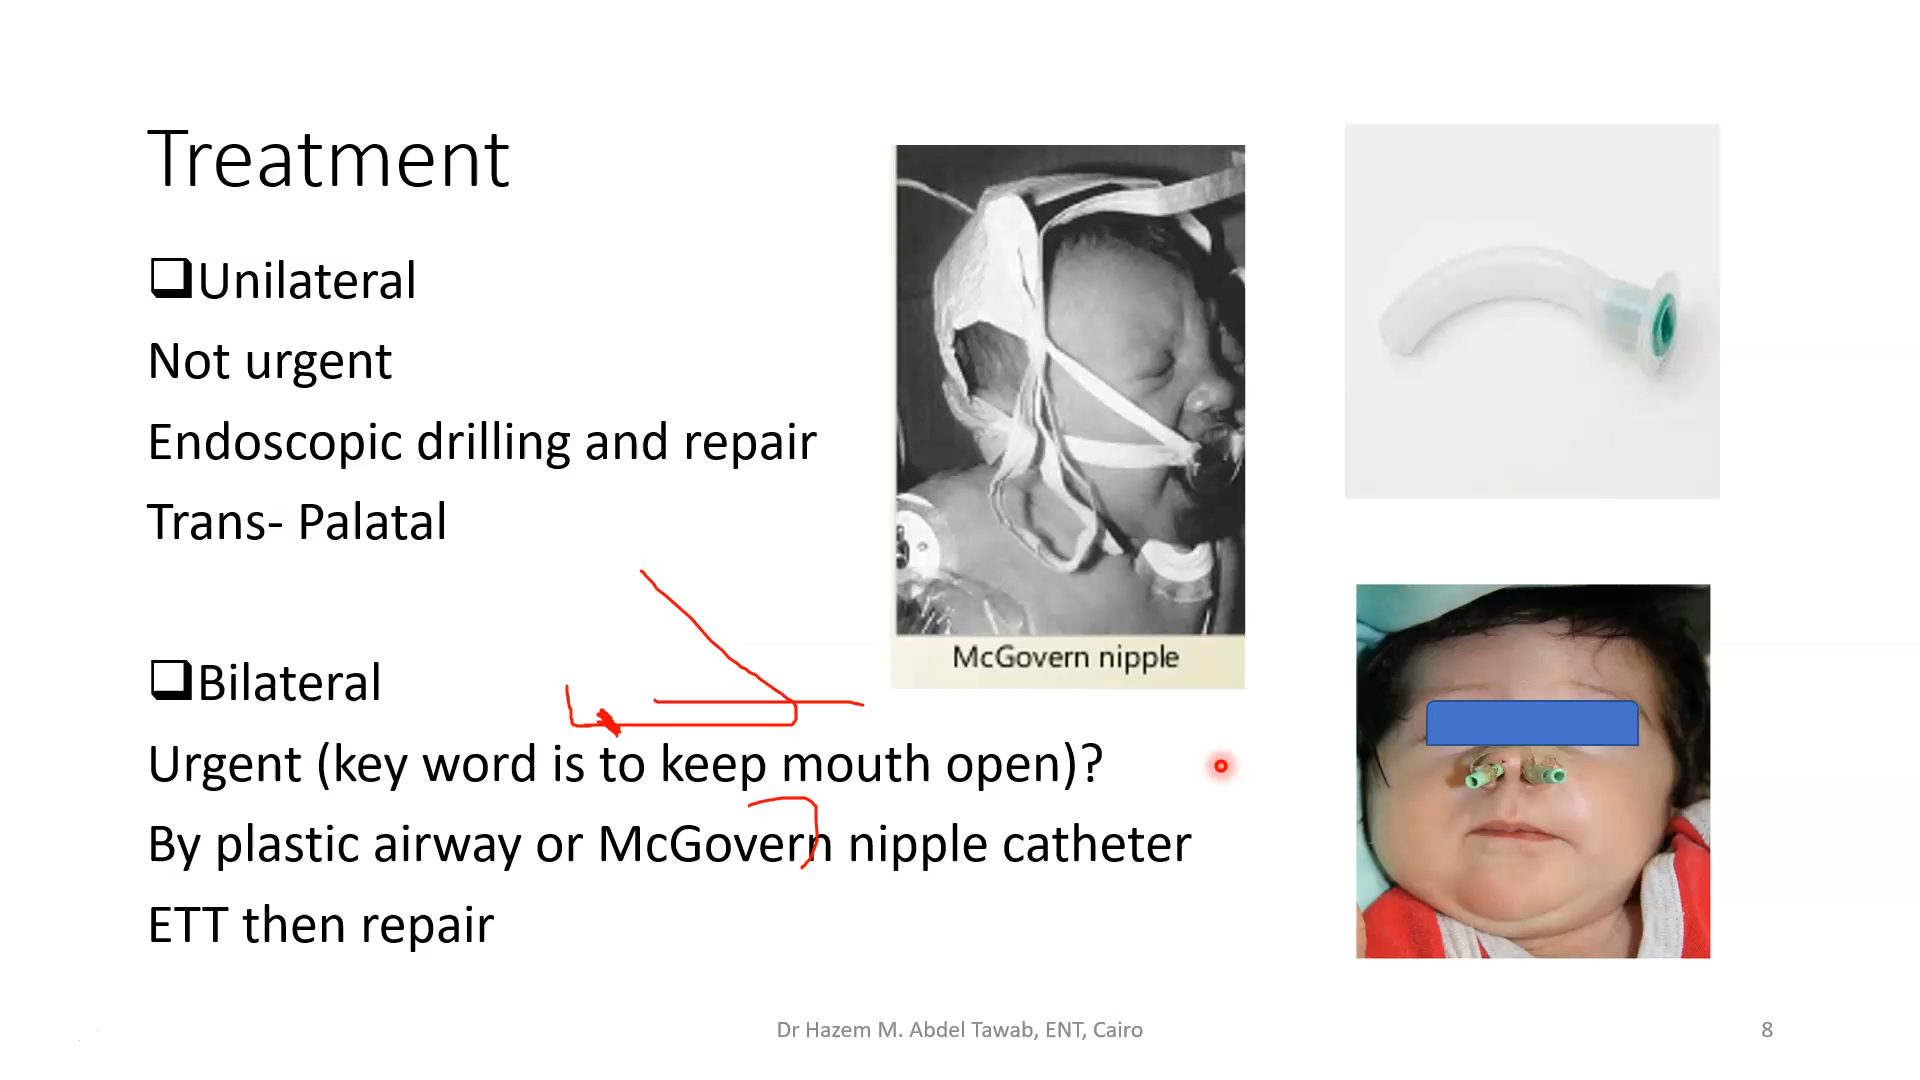 Treatment
❑Unilateral
Not urgent
Endoscopic drilling and repair
Trans- Palatal
❑Bilateral
Urgent (key word is to keep mouth open)?
By plastic airway or McGovern nipple catheter
ETT then repair
McGovern nipple
Dr Hazem M. Abdel Tawab, ENT, Cairo
8